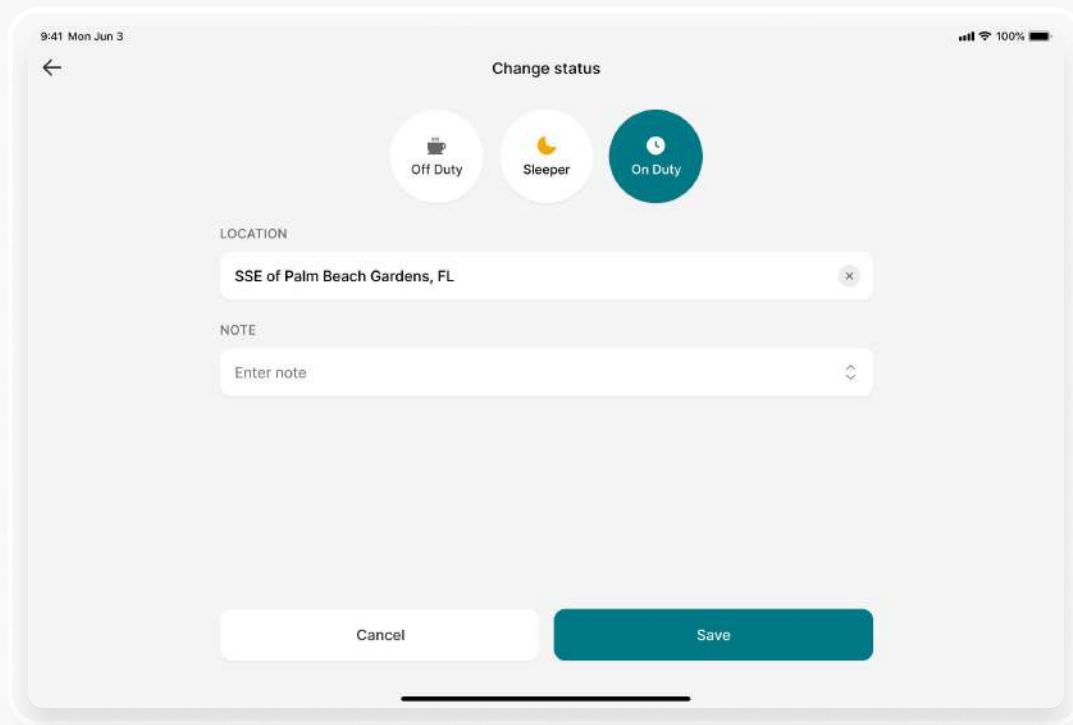 9:41 Mon Jun 3
100%
Change status
Off Duty
Sleeper
On Duty
LOCATION
SSE of Palm Beach Gardens, FL
NOTE
Enter note
Cancel
Save